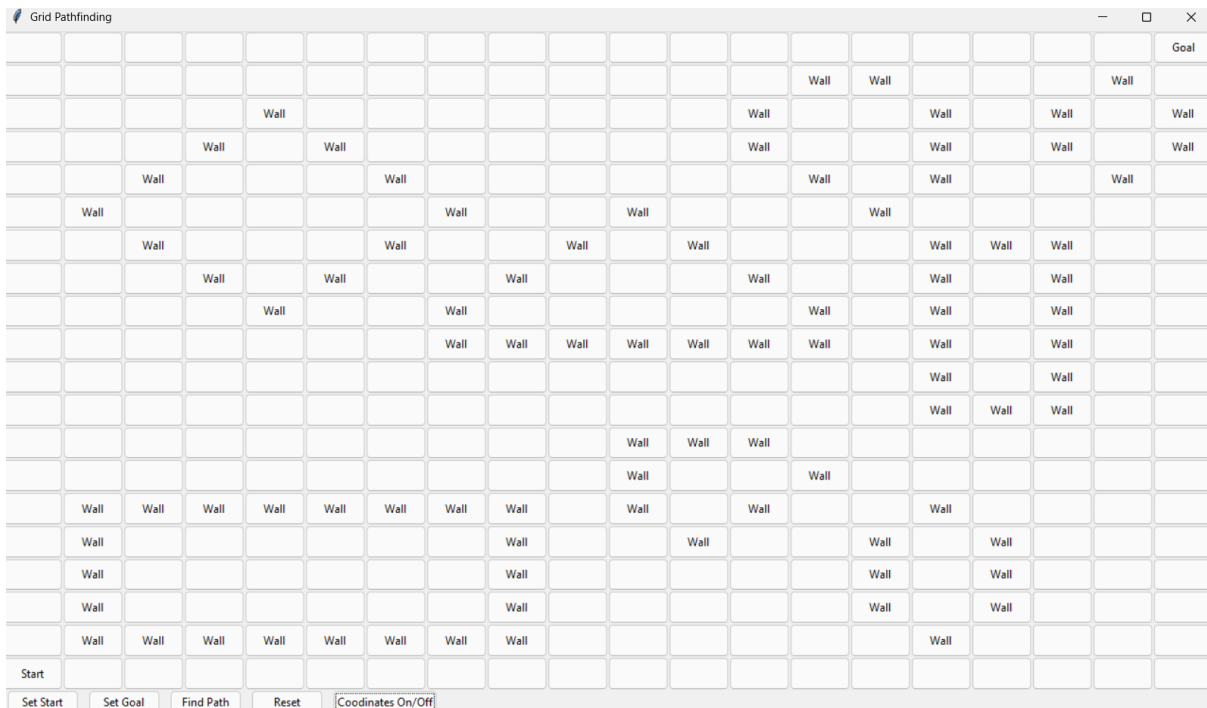 Grid Pathfinding
Goal
Wall Wall Wall
Wall Wall Wall Wall Wall
Wall Wall Wall Wall Wall Wall
Wall Wall Wall Wall Wall
Wall Wall Wall Wall
Wall Wall Wall Wall Wall Wall Wall
Wall Wall Wall Wall Wall Wall
Wall Wall Wall Wall Wall
Wall Wall Wall Wall Wall Wall Wall Wall Wall
Wall Wall
Wall Wall Wall
Wall Wall Wall
Wall Wall
Wall Wall Wall Wall Wall Wall Wall Wall Wall Wall Wall
Wall Wall Wall Wall Wall
Wall Wall Wall Wall
Wall Wall Wall Wall
Wall Wall Wall Wall Wall Wall Wall Wall Wall
Start
Set Start Set Goal Find Path Reset Coodinates On/Off